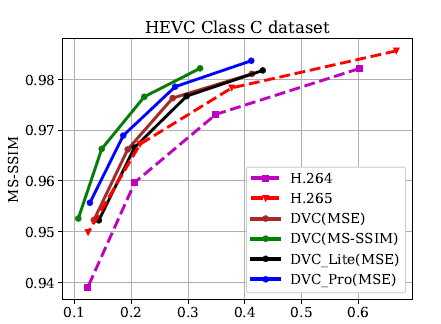 HEVC Class C dataset
MS-SSIM
0.98
0.97
0.96
0.95
0.94
H.264
H.265
DVC(MSE)
DVC(MS-SSIM)
DVC_Lite(MSE)
DVC_Pro(MSE)
0.1 0.2 0.3 0.4 0.5 0.6